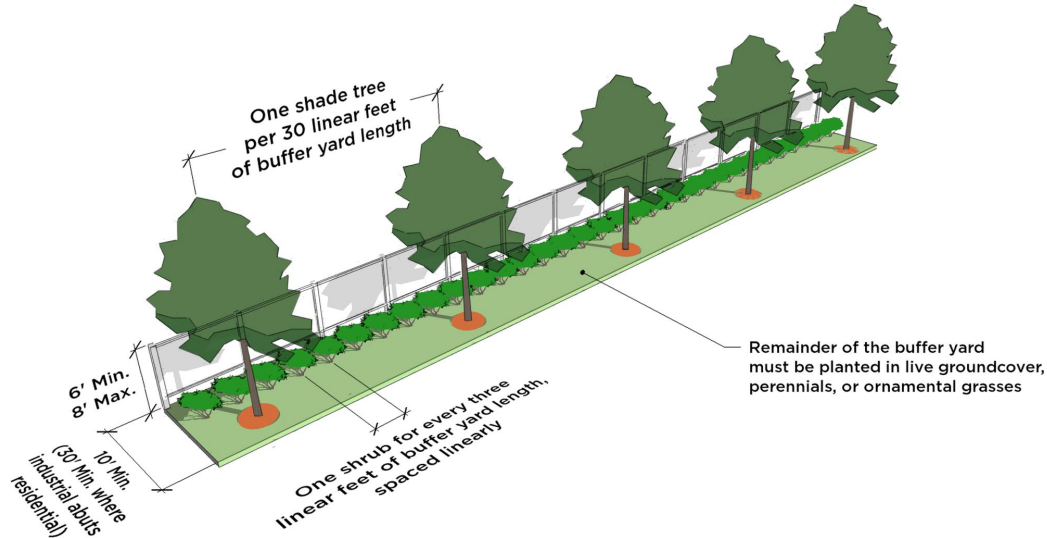 One shade tree
per 30 linear feet
of buffer yard length
6' Min.
8' Max.
10' Min.
(30' Min. where
industrial abuts
residential)
One shrub for every three
linear feet of buffer yard length,
spaced linearly
Remainder of the buffer yard
must be planted in live groundcover,
perennials, or ornamental grasses